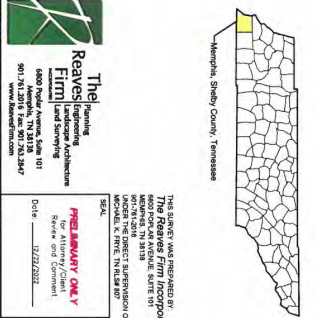 Memphis, Shelby County, Tennessee
The
Reaves
Firm
INCORPORATED
Planning
Engineering
Landscape Architecture
Land Surveying
6800 Poplar Avenue, Suite 101
Memphis, TN 38138
901.761.2016 Fax: 901.763.2847
www.ReavesFirm.com
THIS SURVEY WAS PREPARED BY:
The Reaves Firm Incorpor
6800 POPLAR AVENUE, SUITE 101
MEMPHIS, TN 38138
901-761-2016
UNDER THE DIRECT SUPERVISION O
MICHAEL K. FRYE, TN RLS# 807
SEAL
PRELIMINARY ONLY
for Attorney/Client
Review and Comment
Date: 12/22/2022